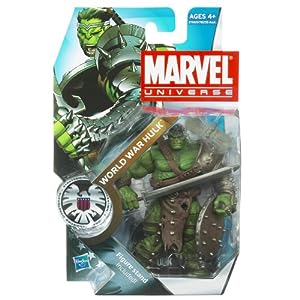 AGES 4+
MARVEL
UNIVERSE
WORLD WAR HULK
Figure stand
included!
Hasbro